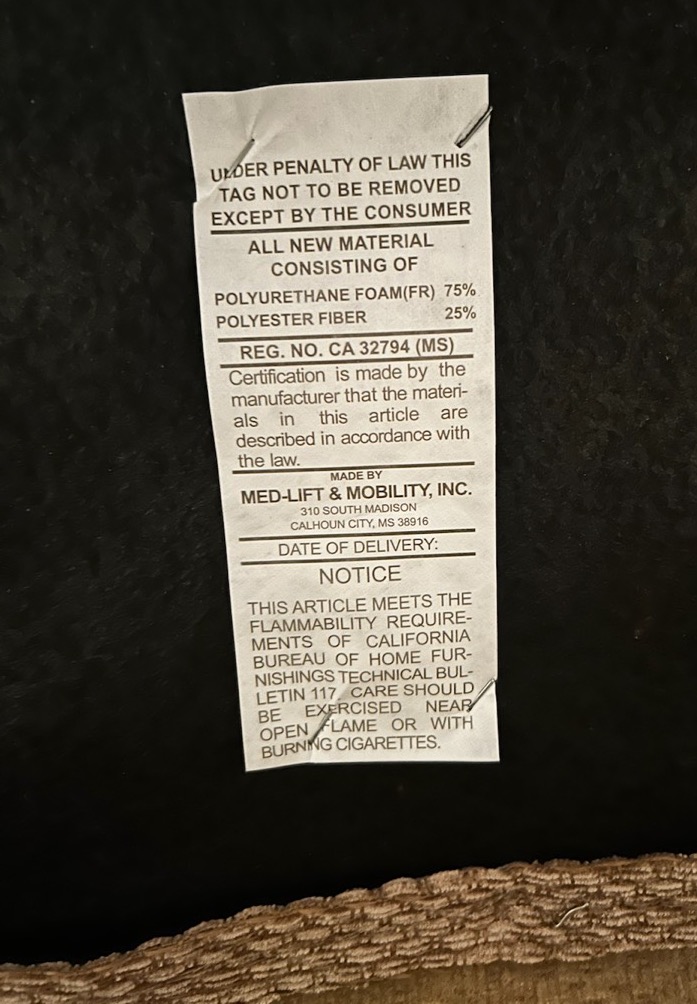 UNDER PENALTY OF LAW THIS
TAG NOT TO BE REMOVED
EXCEPT BY THE CONSUMER
ALL NEW MATERIAL
CONSISTING OF
POLYURETHANE FOAM(FR) 75%
POLYESTER FIBER 25%
REG. NO. CA 32794 (MS)
Certification is made by the
manufacturer that the materi-
als in this article are
described in accordance with
the law.
MADE BY
MED-LIFT & MOBILITY, INC.
310 SOUTH MADISON
CALHOUN CITY, MS 38916
DATE OF DELIVERY:
NOTICE
THIS ARTICLE MEETS THE
FLAMMABILITY REQUIRE-
MENTS OF CALIFORNIA
BUREAU OF HOME FUR-
NISHINGS TECHNICAL BUL-
LETIN 117. CARE SHOULD
BE EXERCISED NEAR
OPEN FLAME OR WITH
BURNING CIGARETTES.